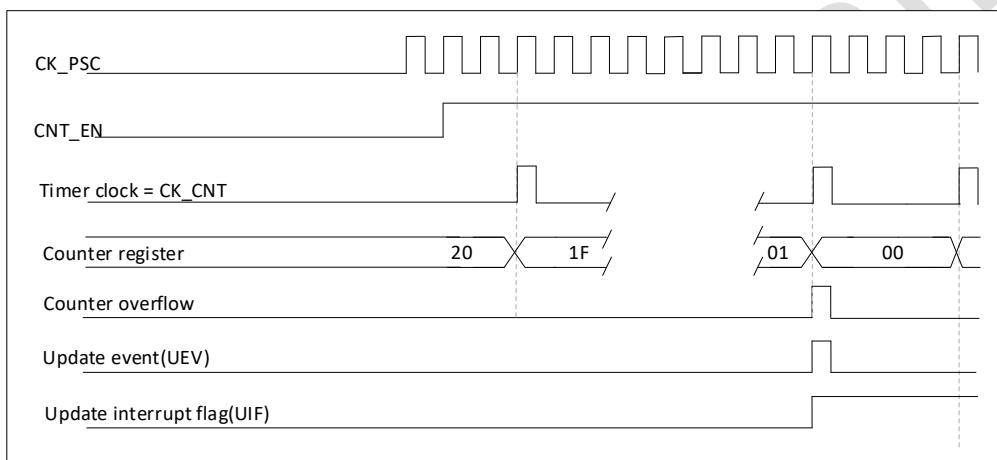 CK_PSC
CNT_EN
Timer clock = CK_CNT
Counter register 20 1F 01 00
Counter overflow
Update event(UEV)
Update interrupt flag(UIF)